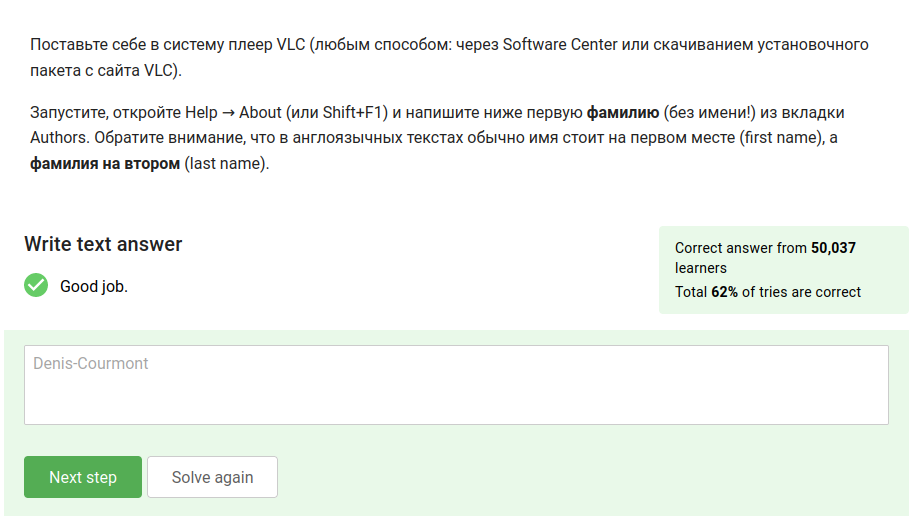 Поставьте себе в систему плеер VLC (любым способом: через Software Center или скачиванием установочного
пакета с сайта VLC).
Запустите, откройте Help → About (или Shift+F1) и напишите ниже первую фамилию (без имени!) из вкладки
Authors. Обратите внимание, что в англоязычных текстах обычно имя стоит на первом месте (first name), а
фамилия на втором (last name).
Write text answer
Good job.
Correct answer from 50,037
learners
Total 62% of tries are correct
Denis-Courmont
Next step
Solve again